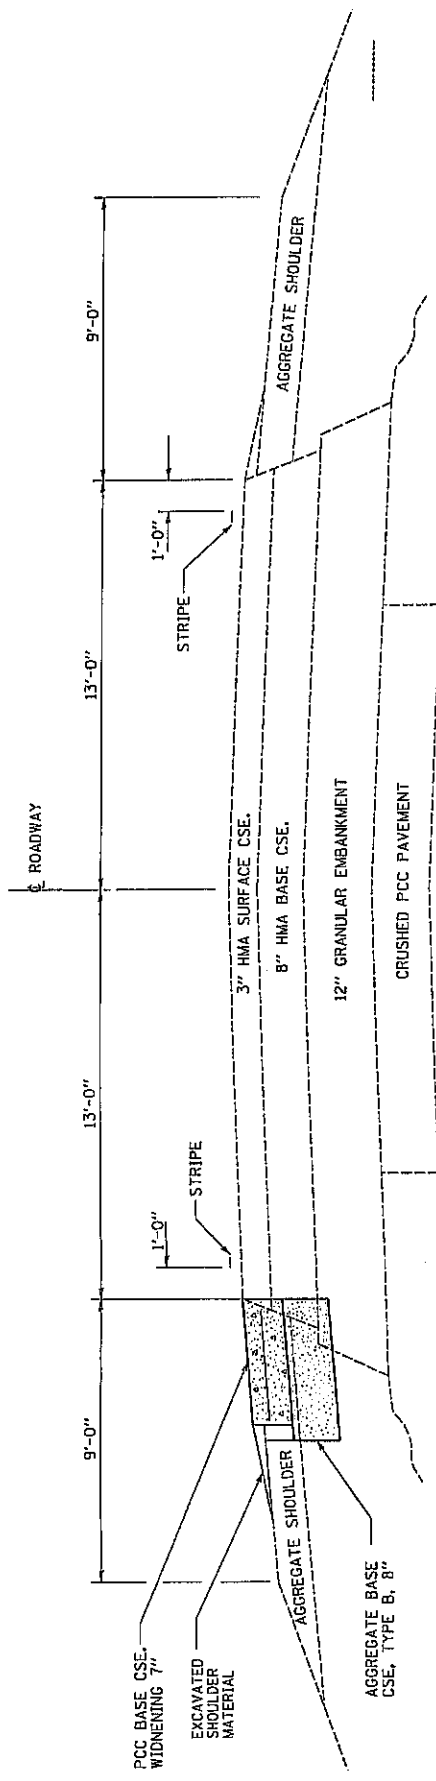 ℄ ROADWAY
9'-0"
13'-0"
13'-0"
9'-0"
1'-0"
1'-0"
STRIPE
STRIPE
PCC BASE CSE.
WIDNENING 7"
EXCAVATED
SHOULDER
MATERIAL
AGGREGATE SHOULDER
AGGREGATE BASE
CSE, TYPE B, 8"
3" HMA SURFACE CSE.
8" HMA BASE CSE.
12" GRANULAR EMBANKMENT
CRUSHED PCC PAVEMENT
AGGREGATE SHOULDER